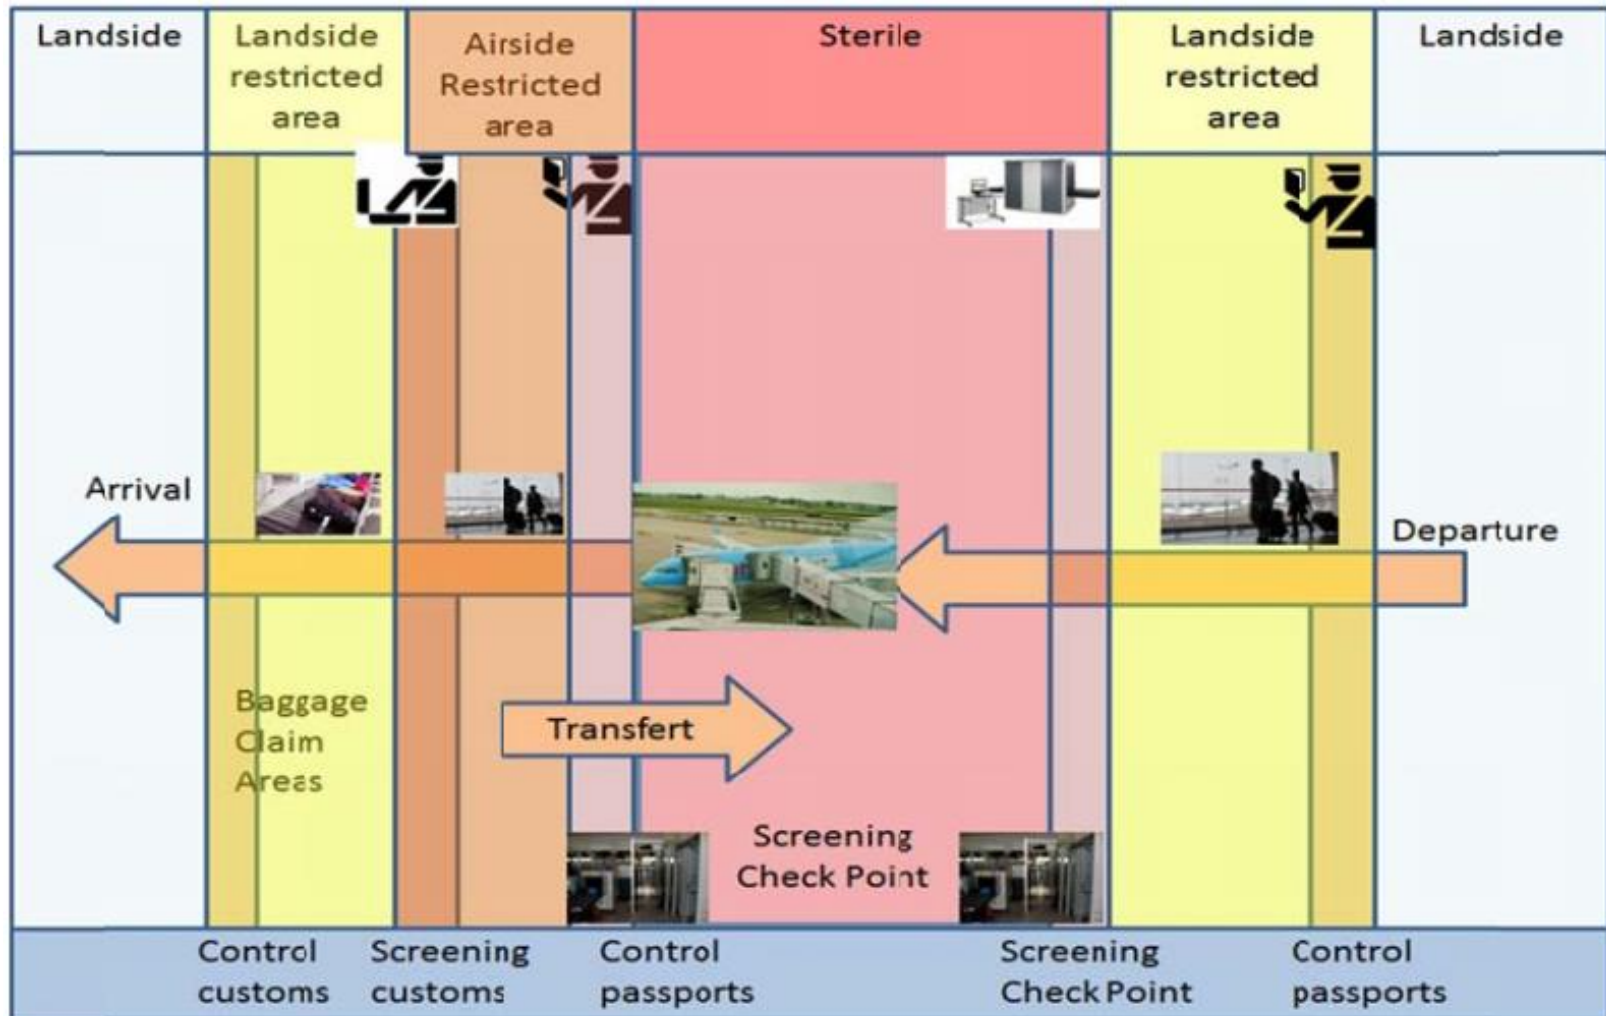 Landside
Landside
restricted
area
Airside
Restricted
area
Sterile
Landside
restricted
area
Landside
Arrival
Departure
Baggage
Claim
Areas
Transfert
Screening
Check Point
Control
customs
Screening
customs
Control
passports
Screening
Check Point
Control
passports